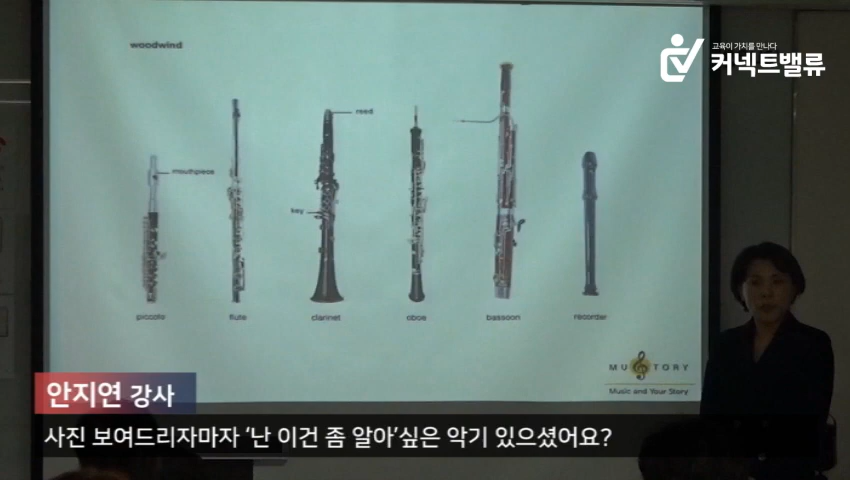 woodwind
교육이 가치를 만나다
커넥트밸류
reed
mouthpiece
key
piccolo
flute
clarinet
oboe
bassoon
recorder
MU STORY
Music and Your Story
안지연 강사
사진 보여드리자마자 ‘난 이건 좀 알아’싶은 악기 있으셨어요?